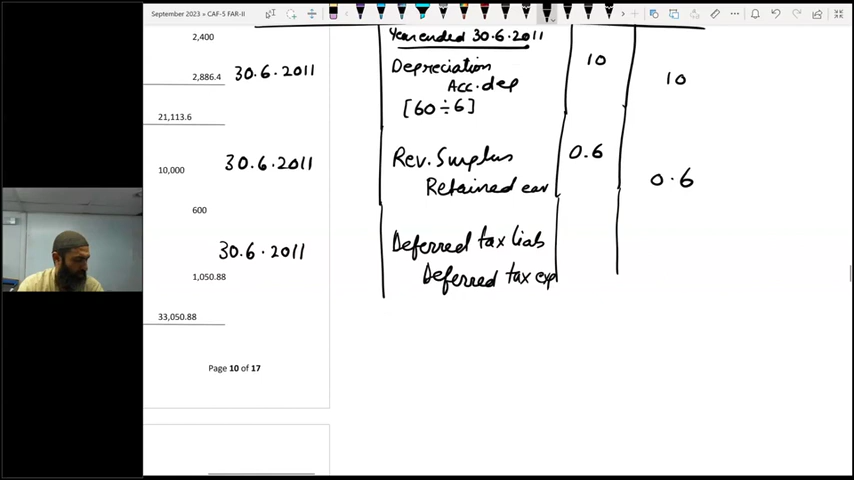 September 2023 » CAF-5 FAR-II
2,400
2,886.4
21,113.6
10,000
600
1,050.88
33,050.88
Page 10 of 17
Year ended 30.6.2011
30.6.2011 Depreciation 10
Acc. dep 10
[60 ÷ 6]
30.6.2011 Rev. Surplus 0.6
Retained ear 0.6
30.6.2011 Deferred tax liab
Deferred tax exp